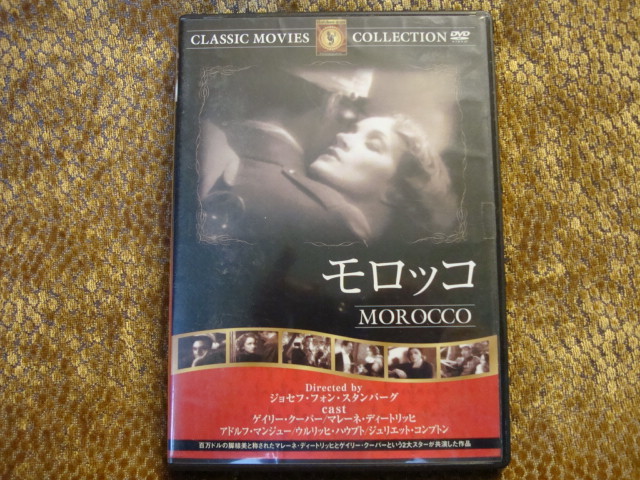 CLASSIC MOVIES COLLECTION DVD
モロッコ
MOROCCO
Directed by
ジョセフ・フォン・スタンバーグ
cast
ゲイリー・クーパー/マレーネ・ディートリッヒ
アドルフ・マンジュー/ウルリッヒ・ハウプト/ジュリエット・コンプトン
百万ドルの脚線美と称されたマレーネ・ディートリッヒとゲイリー・クーパーという2大スターが共演した作品